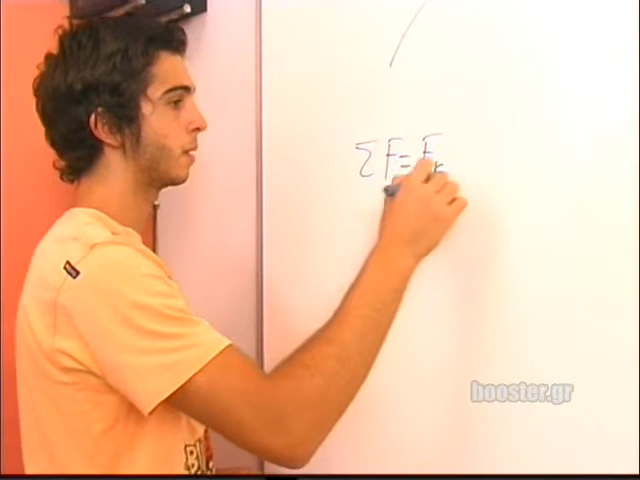 ΣF = F
booster.gr